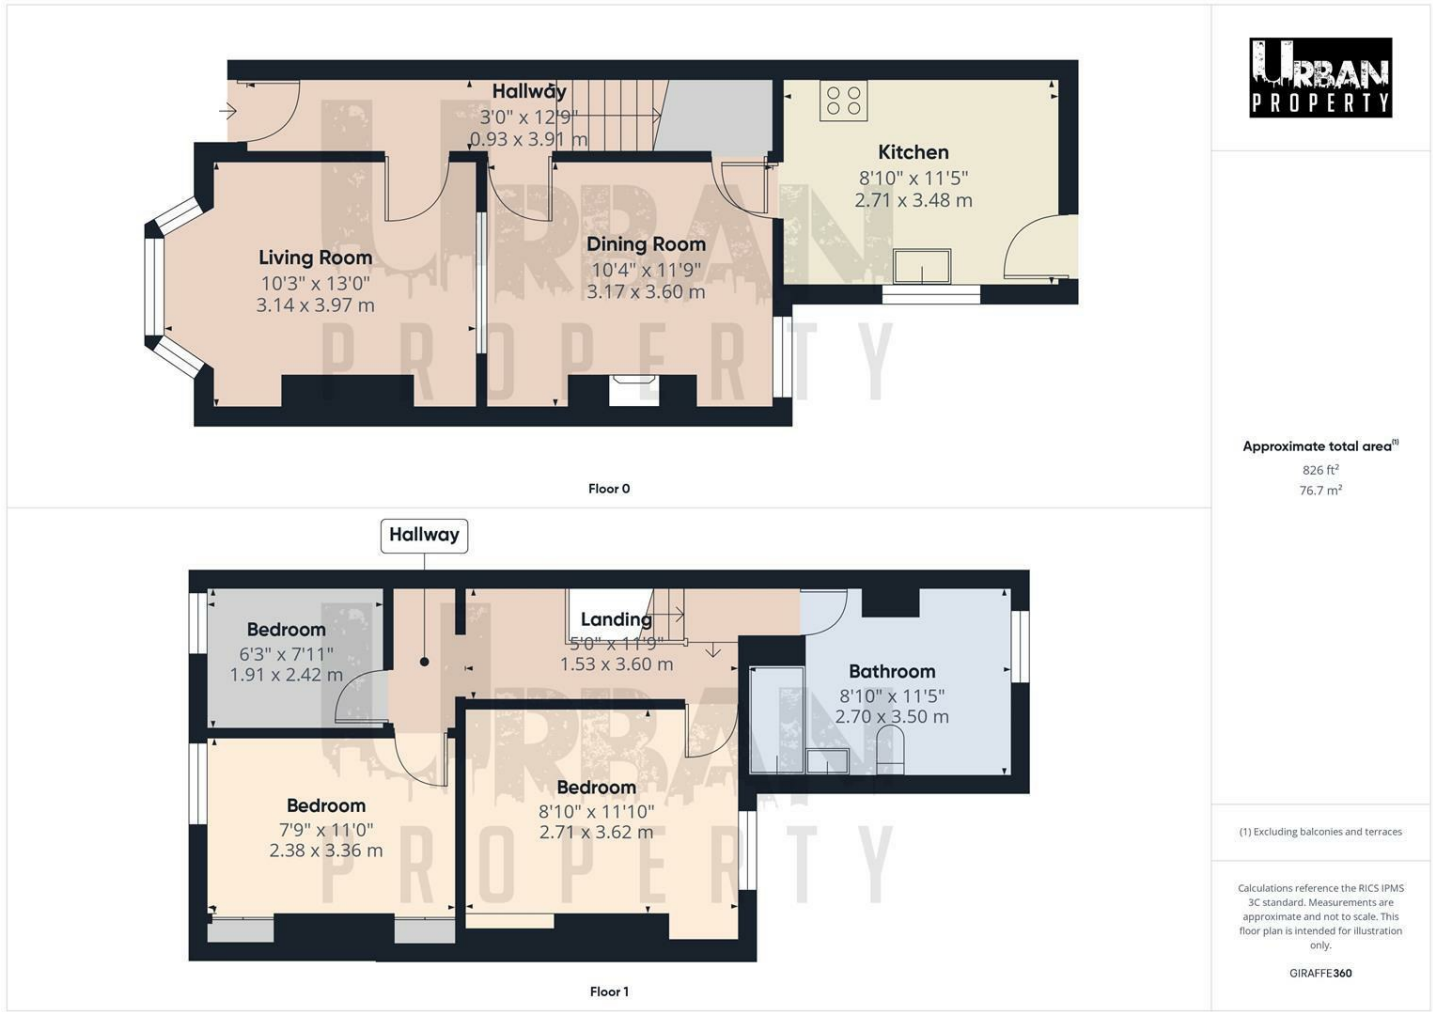 Hallway
3'0" x 12'9"
0.93 x 3.91 m
Kitchen
8'10" x 11'5"
2.71 x 3.48 m
Living Room
10'3" x 13'0"
3.14 x 3.97 m
Dining Room
10'4" x 11'9"
3.17 x 3.60 m
URBAN
PROPERTY
Floor 0
Hallway
Bedroom
6'3" x 7'11"
1.91 x 2.42 m
Landing
5'0" x 11'9"
1.53 x 3.60 m
Bathroom
8'10" x 11'5"
2.70 x 3.50 m
Bedroom
7'9" x 11'0"
2.38 x 3.36 m
Bedroom
8'10" x 11'10"
2.71 x 3.62 m
URBAN
PROPERTY
Floor 1
URBAN
PROPERTY
Approximate total area(1)
826 ft²
76.7 m²
(1) Excluding balconies and terraces
Calculations reference the RICS IPMS
3C standard. Measurements are
approximate and not to scale. This
floor plan is intended for illustration
only.
GIRAFFE360